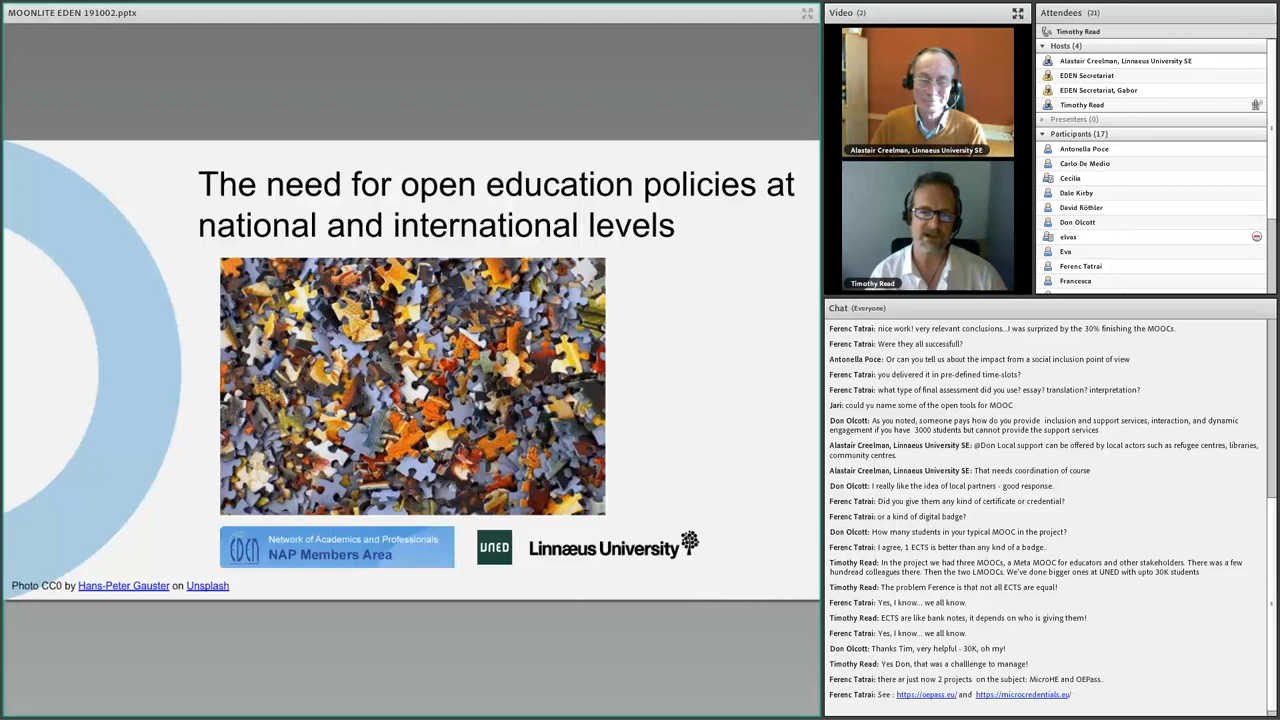 MOONLITE EDEN 191002.pptx
The need for open education policies at
national and international levels
EDEN
Network of Academics and Professionals
NAP Members Area
UNED
Linnæus University
Photo CC0 by Hans-Peter Gauster on Unsplash
Video (2)
Alastair Creelman, Linnaeus University SE
Timothy Read
Attendees (21)
Timothy Read
Hosts (4)
Alastair Creelman, Linnaeus University SE
EDEN Secretariat
EDEN Secretariat, Gabor
Timothy Read
Presenters (0)
Participants (17)
Antonella Poce
Carlo De Medio
Cecilia
Dale Kirby
David Röthler
Don Olcott
elvas
Eva
Ferenc Tatrai
Francesca
Chat (Everyone)
Ferenc Tatrai: nice work! very relevant conclusions...I was surprized by the 30% finishing the MOOCs.
Ferenc Tatrai: Were they all successfull?
Antonella Poce: Or can you tell us about the impact from a social inclusion point of view
Ferenc Tatrai: you delivered it in pre-defined time-slots?
Ferenc Tatrai: what type of final assessment did you use? essay? translation? interpretation?
Jari: could yu name some of the open tools for MOOC
Don Olcott: As you noted, someone pays how do you provide inclusion and support services, interaction, and dynamic
engagement if you have 3000 students but cannot provide the support services
Alastair Creelman, Linnaeus University SE: @Don Local support can be offered by local actors such as refugee centres, libraries,
community centres.
Alastair Creelman, Linnaeus University SE: That needs coordination of course
Don Olcott: I really like the idea of local partners - good response.
Ferenc Tatrai: Did you give them any kind of certificate or credential?
Ferenc Tatrai: or a kind of digital badge?
Don Olcott: How many students in your typical MOOC in the project?
Ferenc Tatrai: I agree, 1 ECTS is better than any kind of a badge..
Timothy Read: In the project we had three MOOCs, a Meta MOOC for educators and other stakeholders. There was a few
hundred colleagues there. Then the two LMOOCs. We've done bigger ones at UNED with upto 30K students
Timothy Read: The problem Ference is that not all ECTS are equal!
Ferenc Tatrai: Yes, I know... we all know.
Timothy Read: ECTS are like bank notes, it depends on who is giving them!
Ferenc Tatrai: Yes, I know... we all know.
Don Olcott: Thanks Tim, very helpful - 30K, oh my!
Timothy Read: Yes Don, that was a challlenge to manage!
Ferenc Tatrai: there ar just now 2 projects on the subject: MicroHE and OEPass..
Ferenc Tatrai: See : https://oepass.eu/ and https://microcredentials.eu/